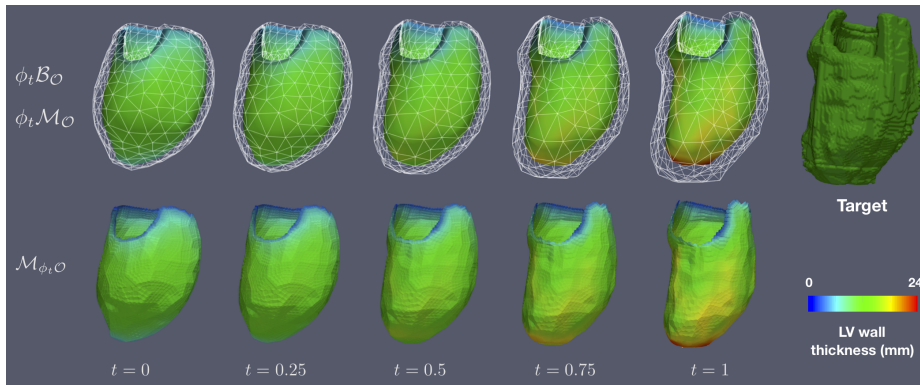 ϕ_t B_O
ϕ_t M_O
Target
M_{ϕ_t O}
0 24
LV wall
thickness (mm)
t = 0 t = 0.25 t = 0.5 t = 0.75 t = 1